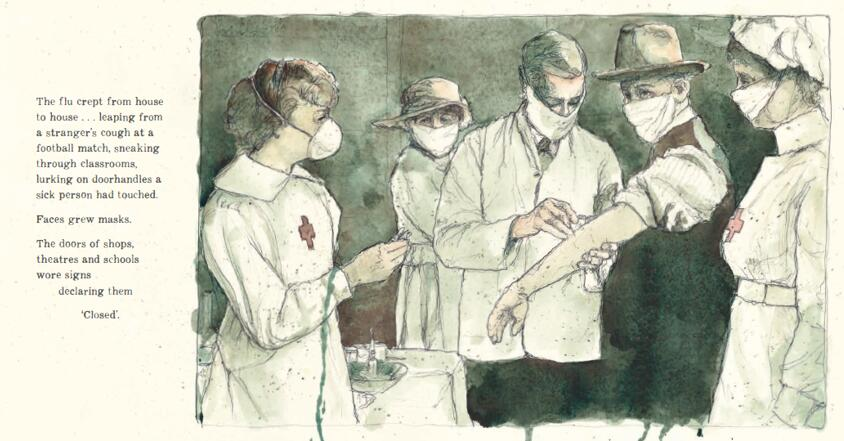 The flu crept from house
to house . . . leaping from
a stranger's cough at a
football match, sneaking
through classrooms,
lurking on doorhandles a
sick person had touched.
Faces grew masks.
The doors of shops,
theatres and schools
wore signs
declaring them
'Closed'.